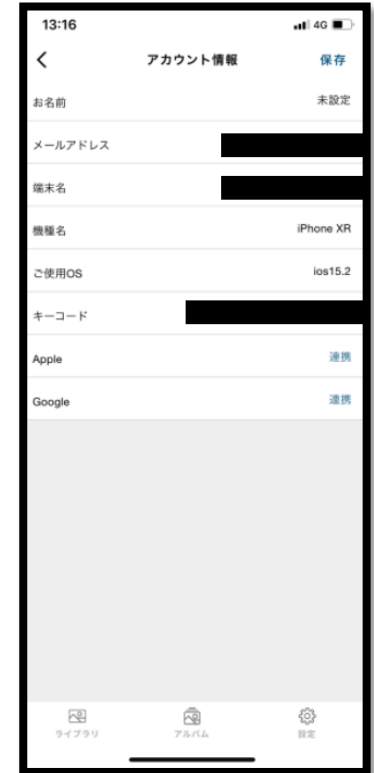 13:16 4G
アカウント情報 保存
お名前 未設定
メールアドレス
端末名
機種名 iPhone XR
ご使用OS ios15.2
キーコード
Apple 連携
Google 連携
ライブラリ アルバム 設定